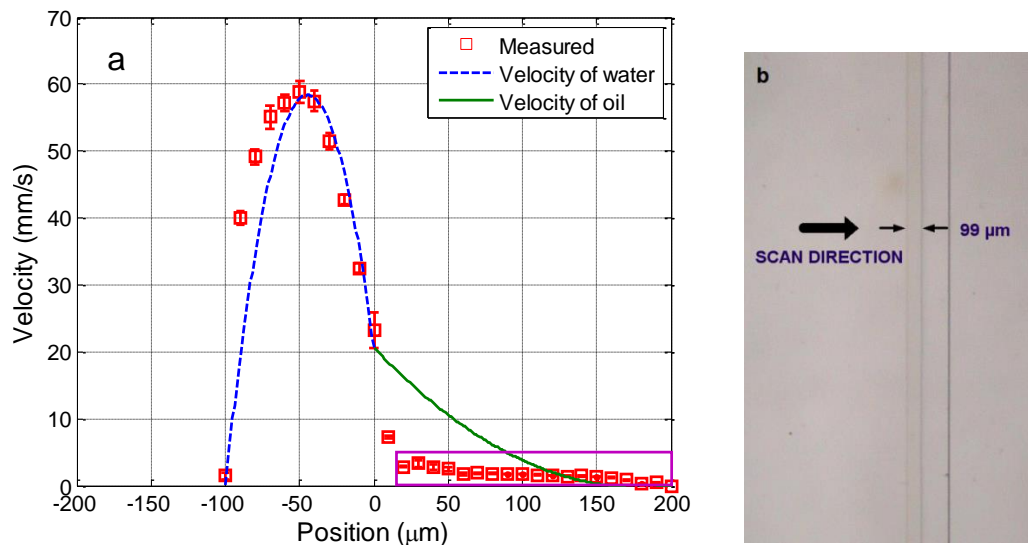 a
Measured
Velocity of water
Velocity of oil
Velocity (mm/s)
70
60
50
40
30
20
10
0
-200 -150 -100 -50 0 50 100 150 200
Position (μm)
b
SCAN DIRECTION
99 μm